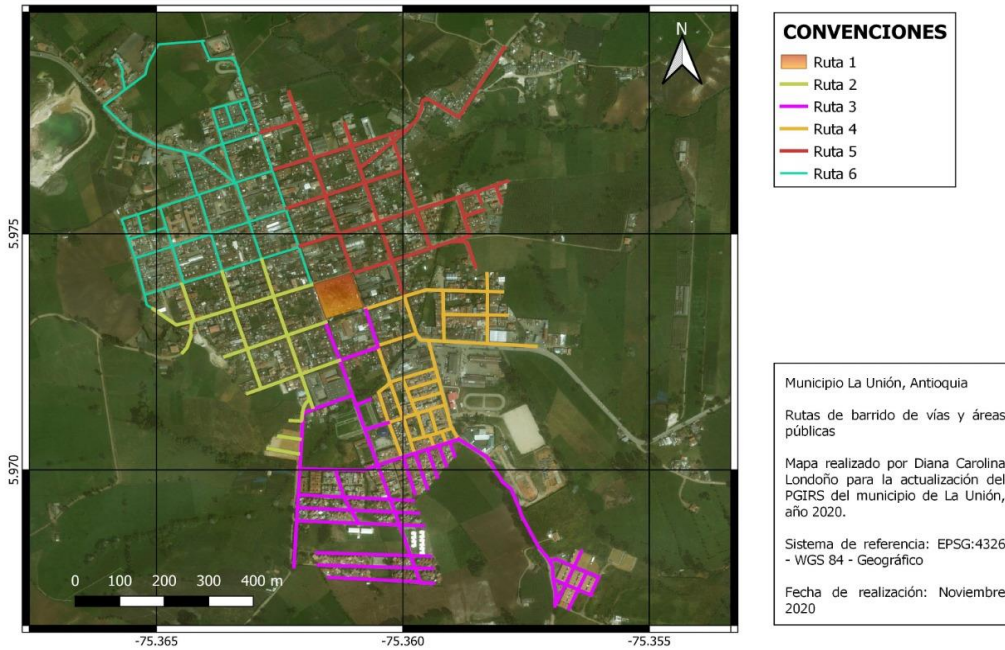 N
CONVENCIONES
Ruta 1
Ruta 2
Ruta 3
Ruta 4
Ruta 5
Ruta 6
5.975
5.970
0 100 200 300 400 m
-75.365 -75.360 -75.355
Municipio La Unión, Antioquia
Rutas de barrido de vías y áreas
públicas
Mapa realizado por Diana Carolina
Londoño para la actualización del
PGIRS del municipio de La Unión,
año 2020.
Sistema de referencia: EPSG:4326
- WGS 84 - Geográfico
Fecha de realización: Noviembre
2020